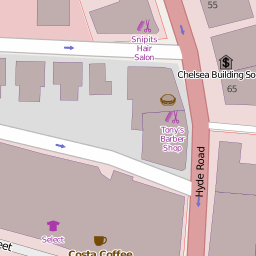 Snipits
Hair
Salon
Chelsea Building So
65
55
Tony's
Barber
Shop
Hyde Road
Select
Costa Coffee
eet